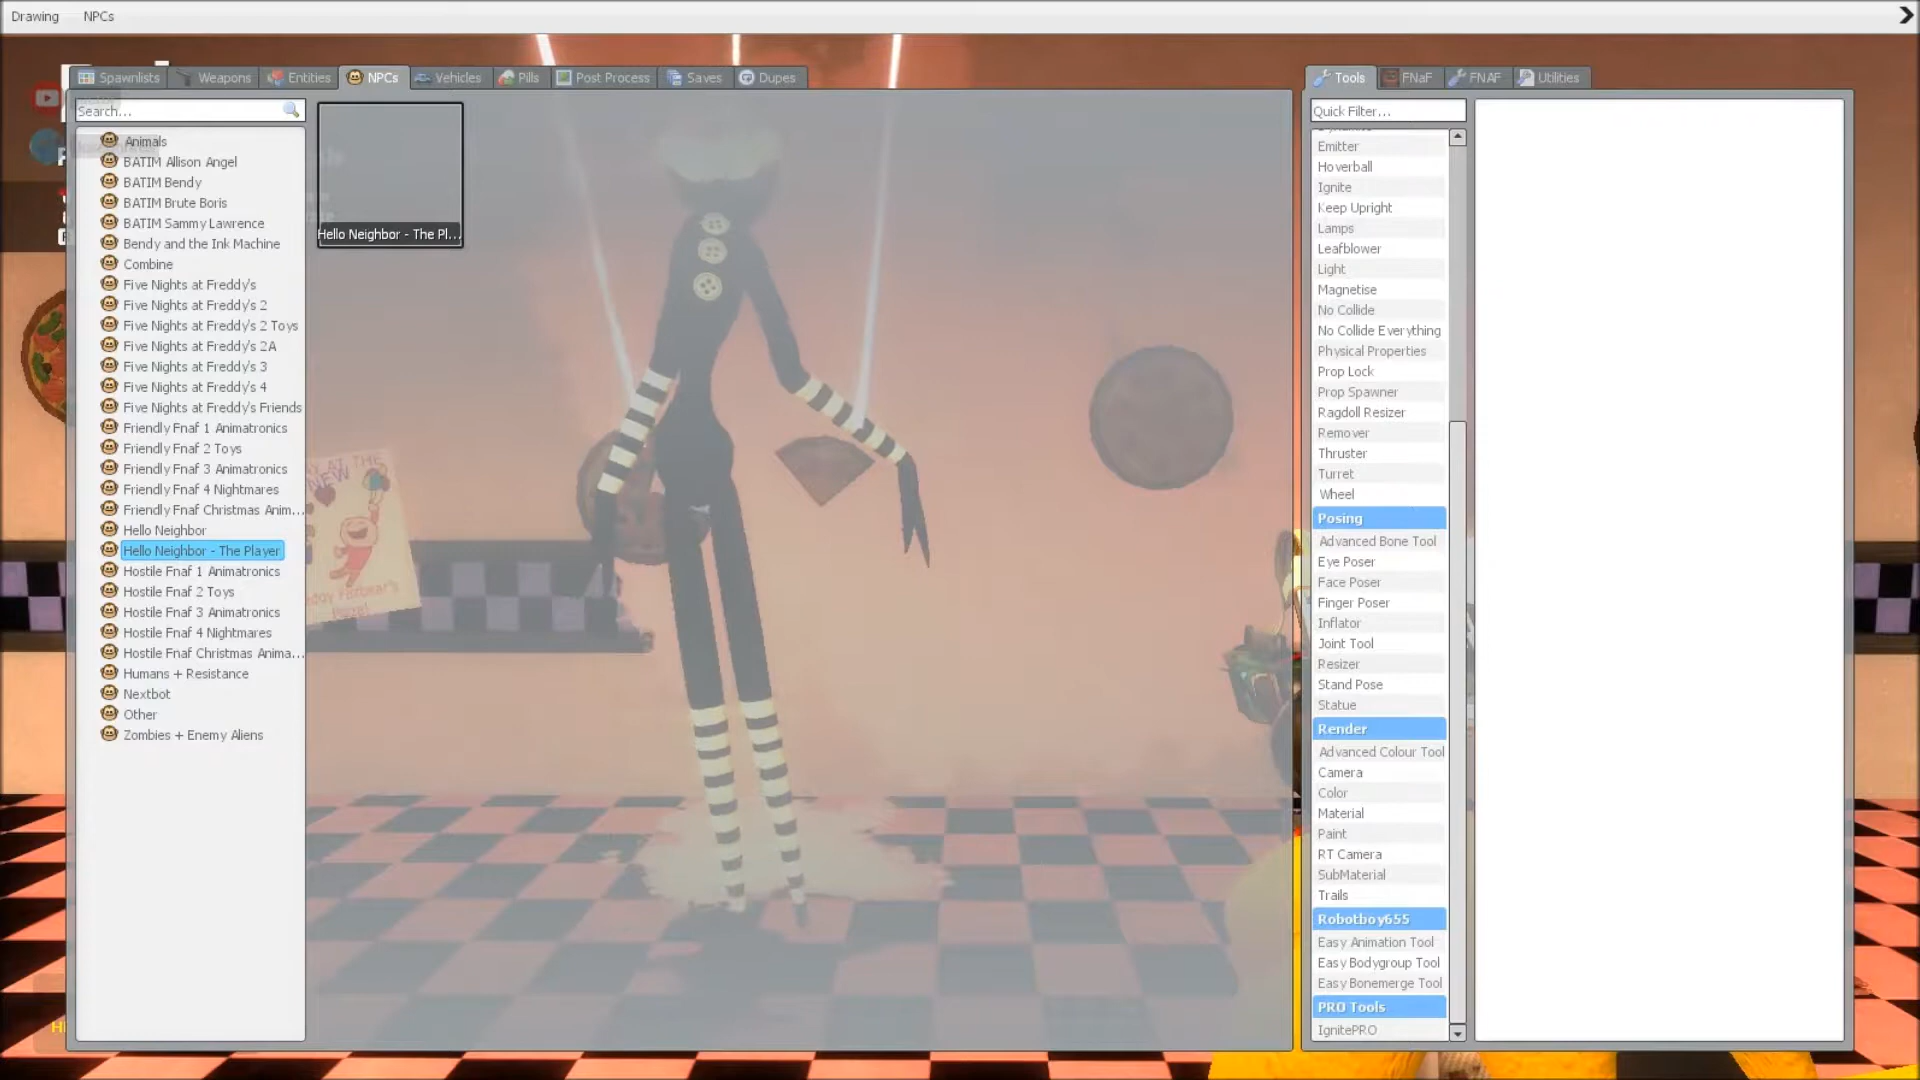 Drawing NPCs
Spawnlists Weapons Entities NPCs Vehicles Pills Post Process Saves Dupes
Tools FNaF FNAF Utilities
Search...
Animals
BATIM Allison Angel
BATIM Bendy
BATIM Brute Boris
BATIM Sammy Lawrence
Bendy and the Ink Machine
Combine
Five Nights at Freddy's
Five Nights at Freddy's 2
Five Nights at Freddy's 2 Toys
Five Nights at Freddy's 2A
Five Nights at Freddy's 3
Five Nights at Freddy's 4
Five Nights at Freddy's Friends
Friendly Fnaf 1 Animatronics
Friendly Fnaf 2 Toys
Friendly Fnaf 3 Animatronics
Friendly Fnaf 4 Nightmares
Friendly Fnaf Christmas Anim...
Hello Neighbor
Hello Neighbor - The Player
Hostile Fnaf 1 Animatronics
Hostile Fnaf 2 Toys
Hostile Fnaf 3 Animatronics
Hostile Fnaf 4 Nightmares
Hostile Fnaf Christmas Anima...
Humans + Resistance
Nextbot
Other
Zombies + Enemy Aliens
Hello Neighbor - The Pl...
AT THE
NEW
Quick Filter...
Emitter
Hoverball
Ignite
Keep Upright
Lamps
Leafblower
Light
Magnetise
No Collide
No Collide Everything
Physical Properties
Prop Lock
Prop Spawner
Ragdoll Resizer
Remover
Thruster
Turret
Wheel
Posing
Advanced Bone Tool
Eye Poser
Face Poser
Finger Poser
Inflator
Joint Tool
Resizer
Stand Pose
Statue
Render
Advanced Colour Tool
Camera
Color
Material
Paint
RT Camera
SubMaterial
Trails
Robotboy655
Easy Animation Tool
Easy Bodygroup Tool
Easy Bonemerge Tool
PRO Tools
IgnitePRO